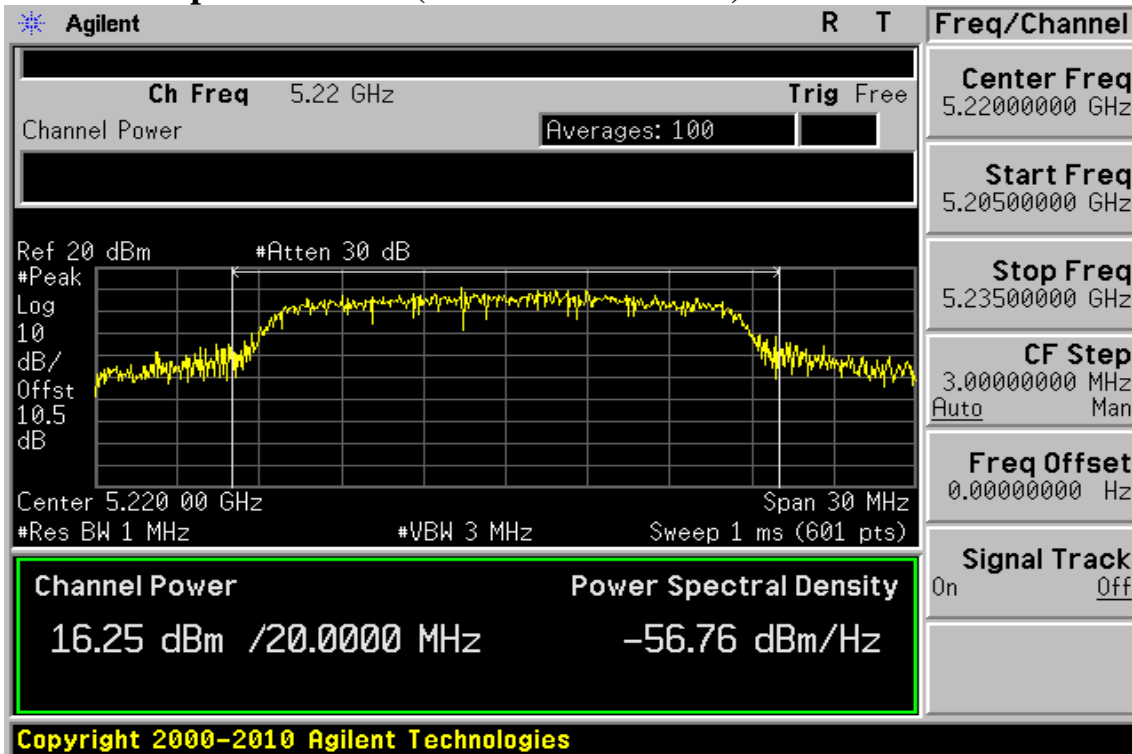 Agilent R T
Freq/Channel
Ch Freq 5.22 GHz Trig Free
Channel Power Averages: 100
Ref 20 dBm #Atten 30 dB
#Peak
Log
10
dB/
Offst
10.5
dB
Center 5.220 00 GHz Span 30 MHz
#Res BW 1 MHz #VBW 3 MHz Sweep 1 ms (601 pts)
Channel Power Power Spectral Density
16.25 dBm /20.0000 MHz -56.76 dBm/Hz
Copyright 2000-2010 Agilent Technologies
Center Freq
5.22000000 GHz
Start Freq
5.20500000 GHz
Stop Freq
5.23500000 GHz
CF Step
3.00000000 MHz
Auto Man
Freq Offset
0.00000000 Hz
Signal Track
On Off